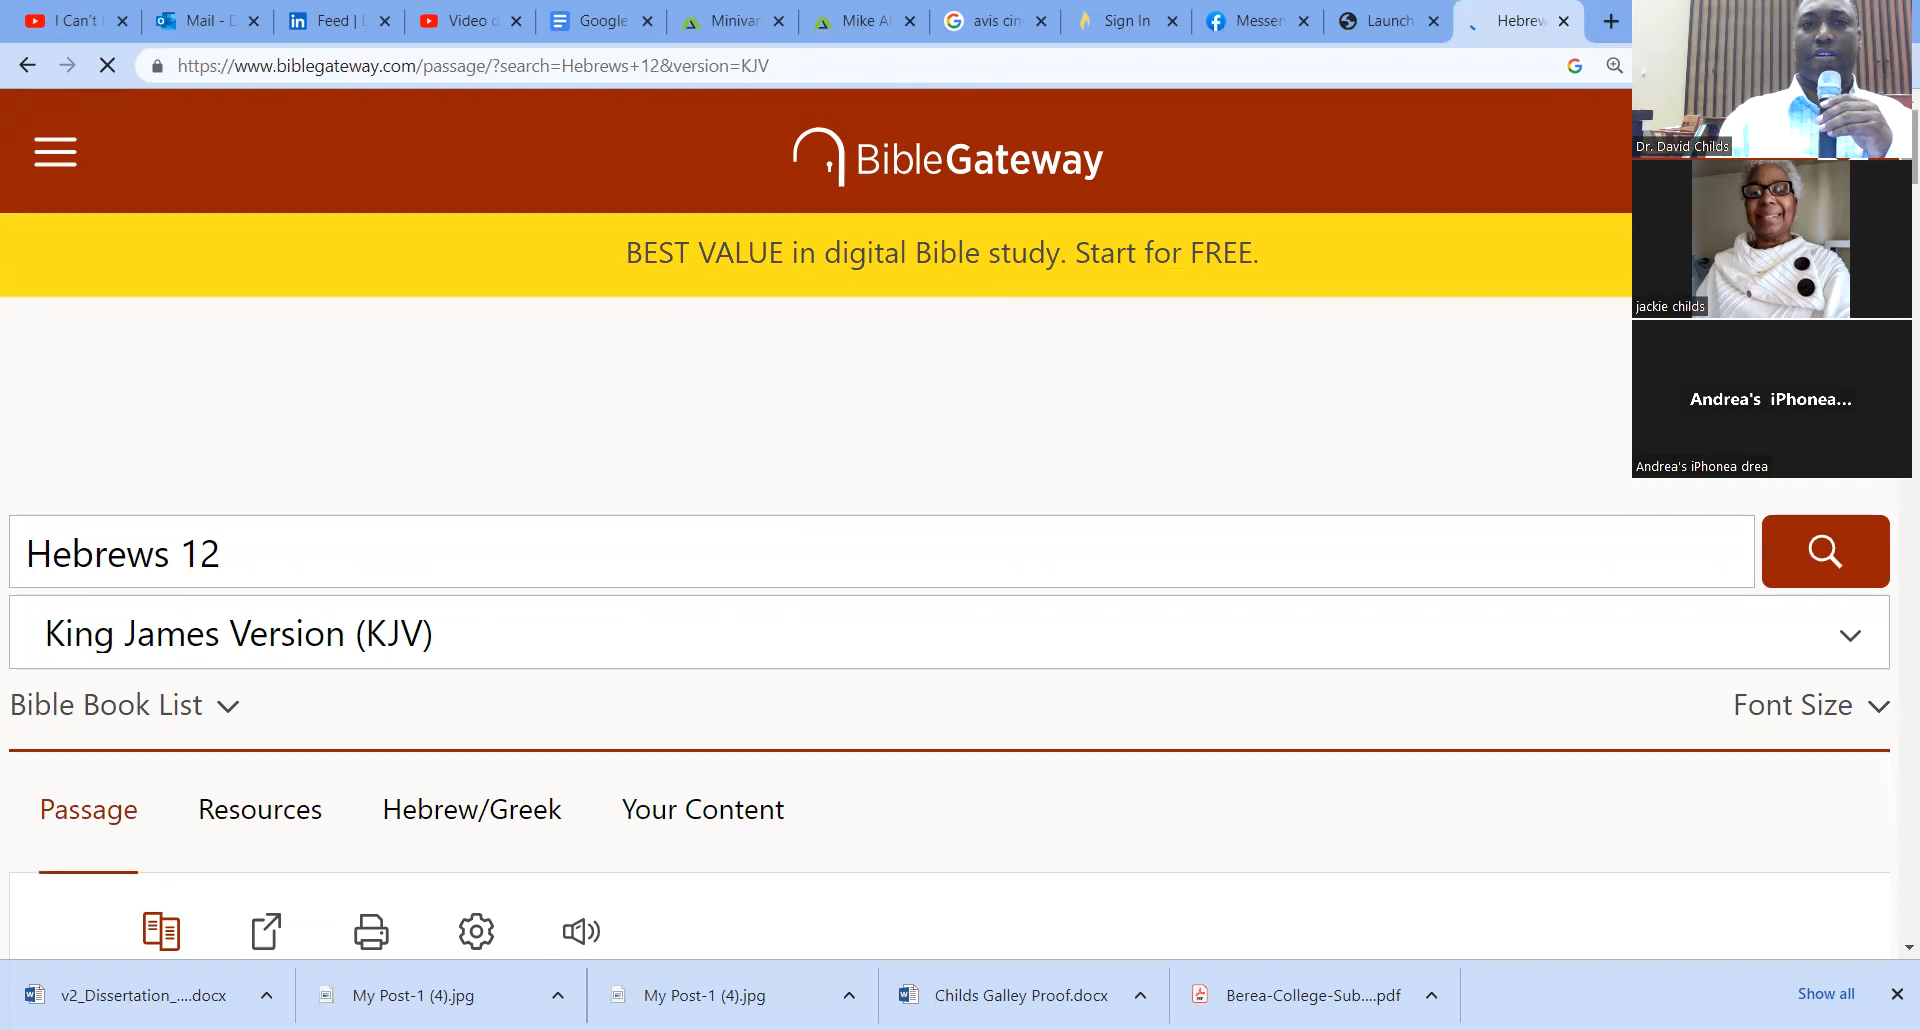 I Can't
Mail - D
Feed | L
Video d
Google
Minivan
Mike Al
avis cin
Sign In
Messen
Launch
Hebrew
https://www.biblegateway.com/passage/?search=Hebrews+12&version=KJV
BibleGateway
BEST VALUE in digital Bible study. Start for FREE.
Dr. David Childs
jackie childs
Andrea's iPhonea...
Andrea's iPhonea drea
Hebrews 12
King James Version (KJV)
Bible Book List
Font Size
Passage
Resources
Hebrew/Greek
Your Content
v2_Dissertation_....docx
My Post-1 (4).jpg
My Post-1 (4).jpg
Childs Galley Proof.docx
Berea-College-Sub....pdf
Show all